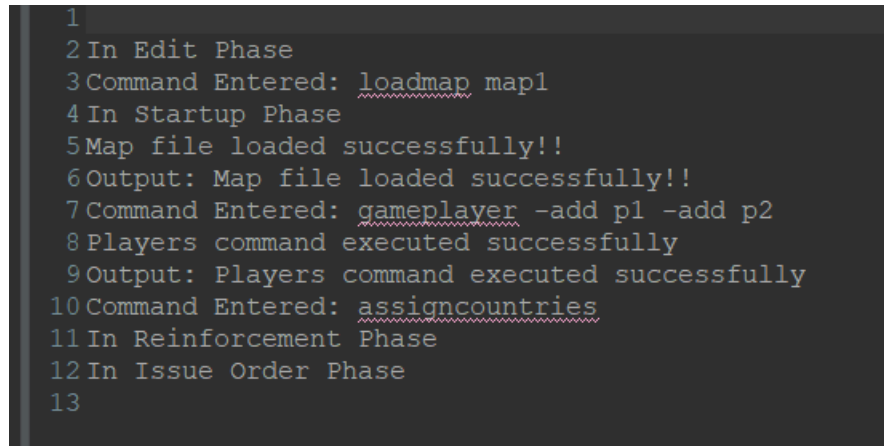 1
2 In Edit Phase
3 Command Entered: loadmap map1
4 In Startup Phase
5 Map file loaded successfully!!
6 Output: Map file loaded successfully!!
7 Command Entered: gameplayer -add p1 -add p2
8 Players command executed successfully
9 Output: Players command executed successfully
10 Command Entered: assigncountries
11 In Reinforcement Phase
12 In Issue Order Phase
13